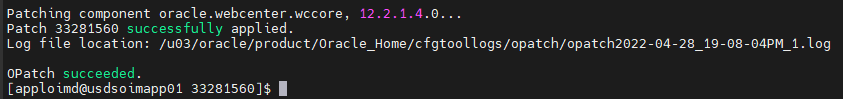 Patching component oracle.webcenter.wccore, 12.2.1.4.0...
Patch 33281560 successfully applied.
Log file location: /u03/oracle/product/Oracle_Home/cfgtoollogs/opatch/opatch2022-04-28_19-08-04PM_1.log
OPatch succeeded.
[apploimd@usdsoimapp01 33281560]$